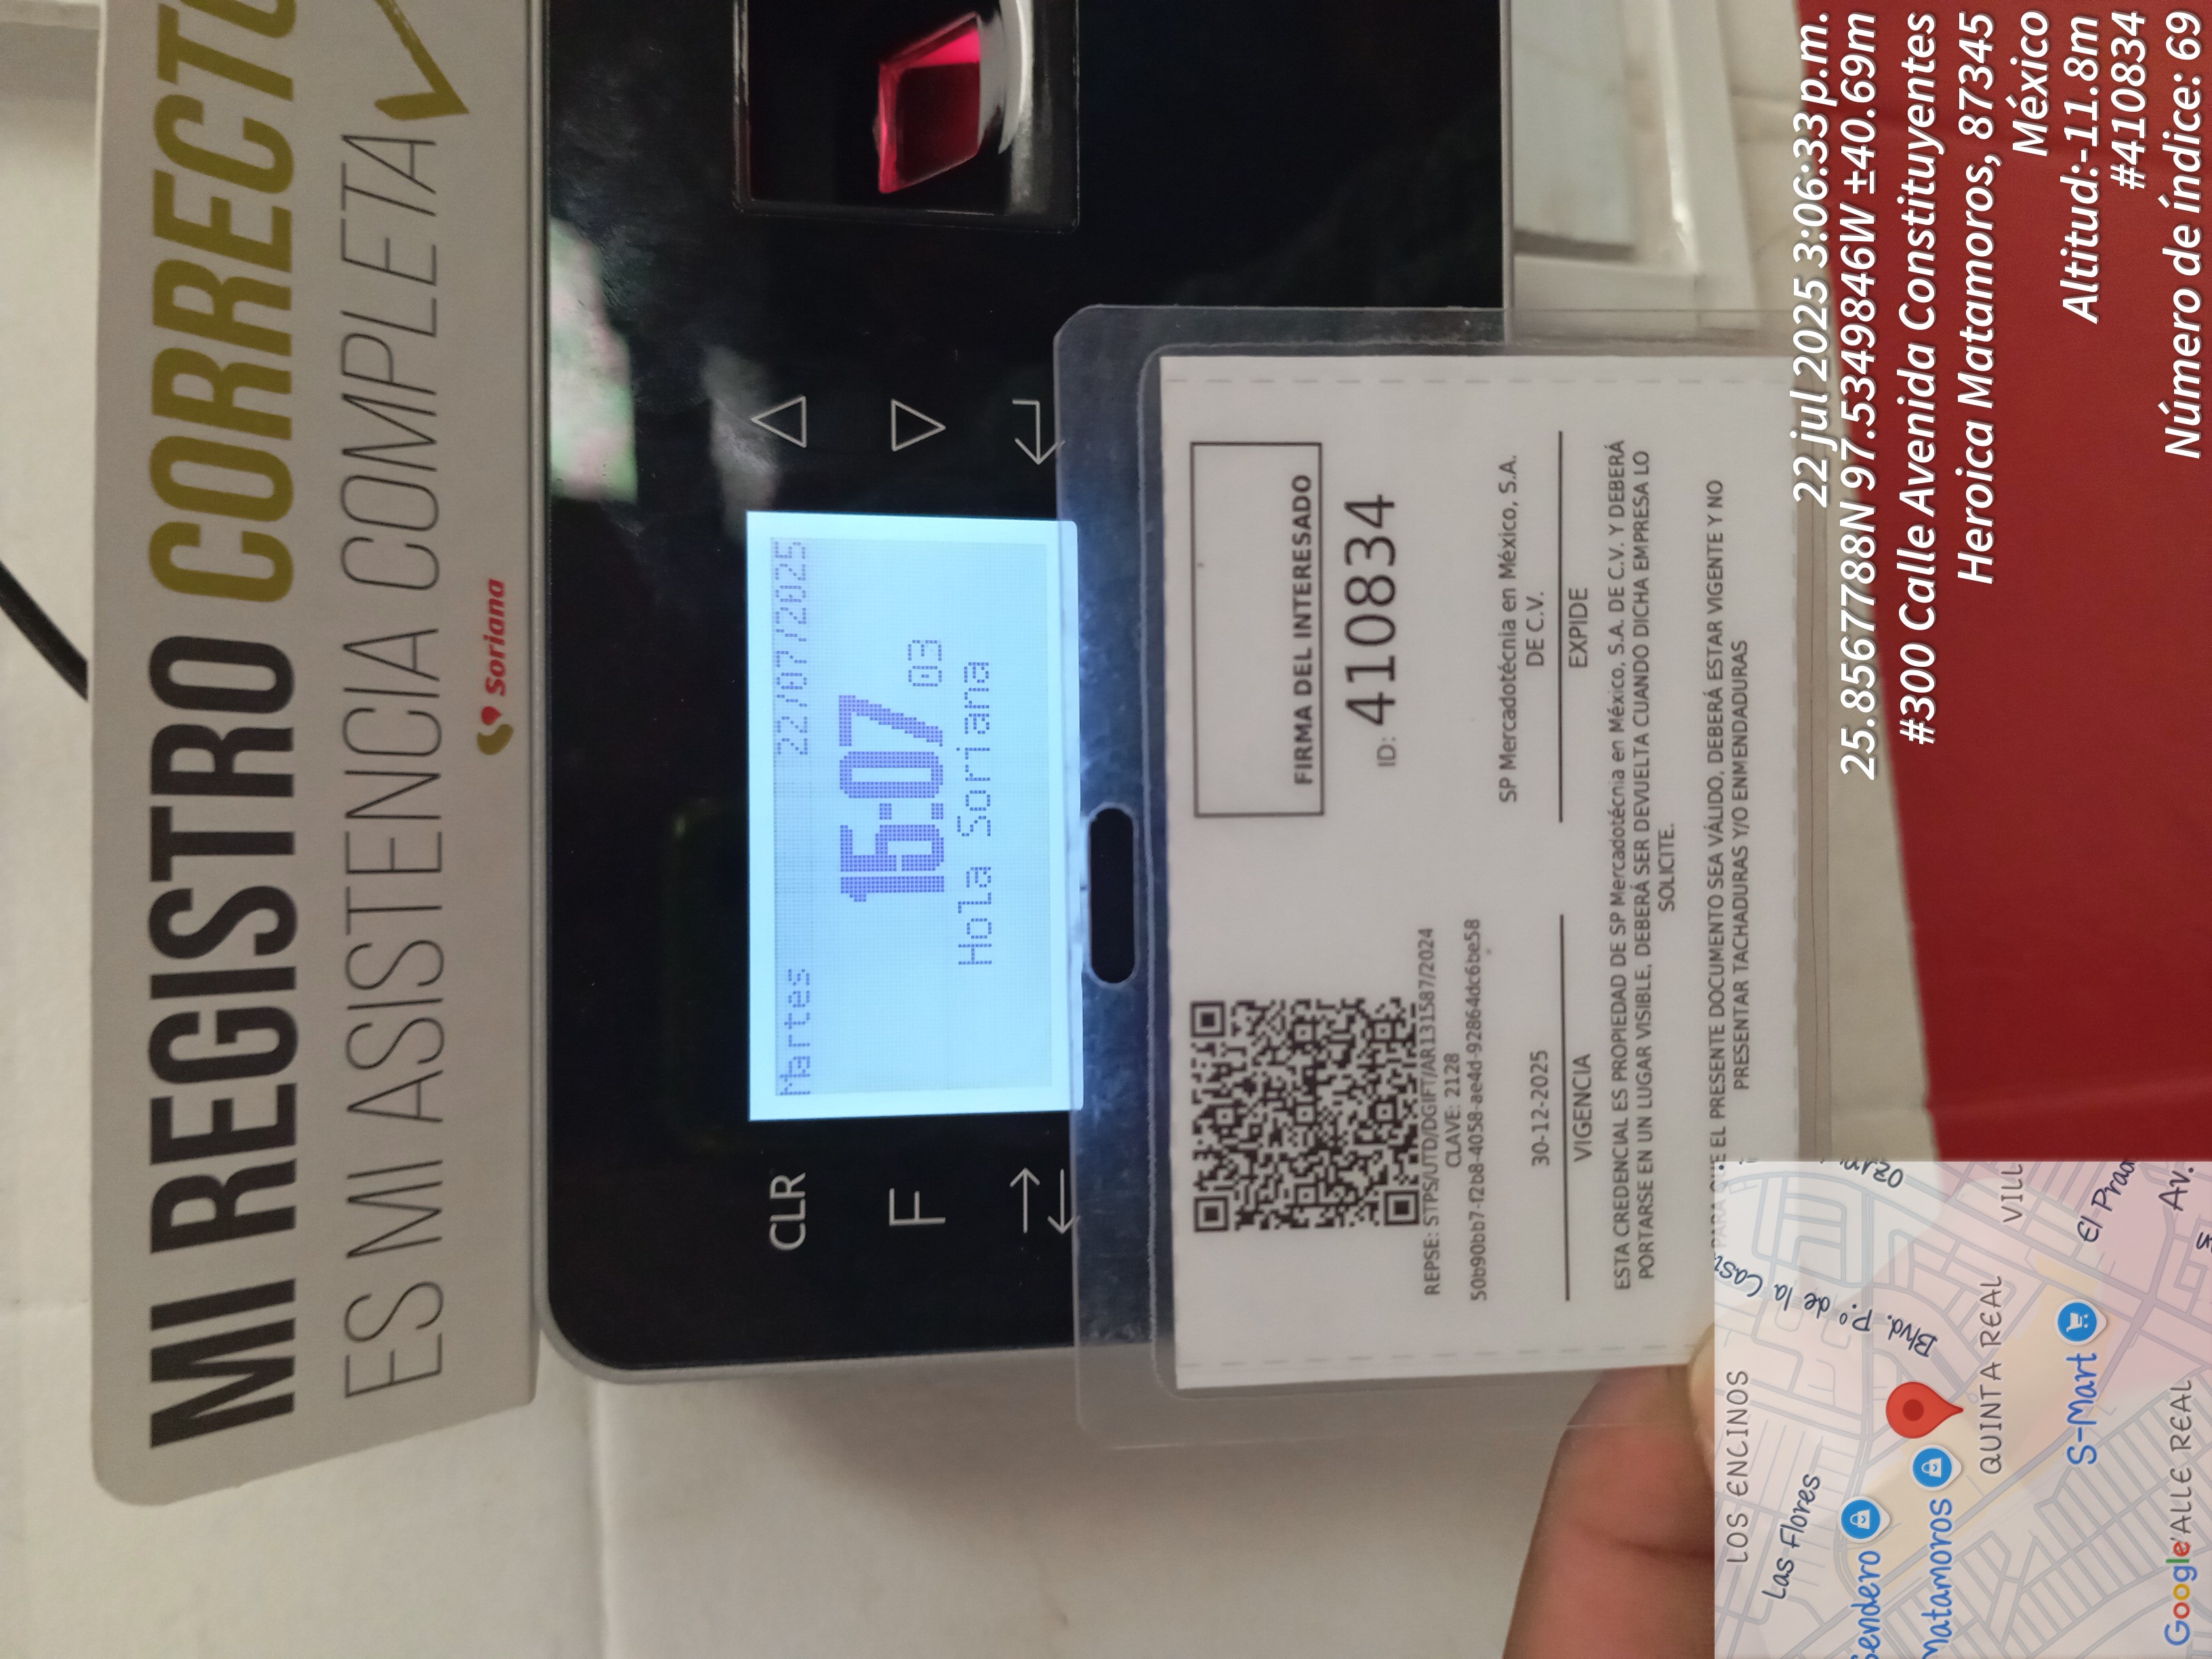 MI REGISTRO CORRECTO
ES MI ASISTENCIA COMPLETA
Soriana
CLR
F
Martes 22/07/2025
15:07 03
Hola Soriana
FIRMA DEL INTERESADO
ID: 410834
REPSE: STPS/UTD/DGIFT/AR131587/2024
CLAVE: 2128
50b90bb7-f2b8-4058-ae4d-92864dc6be58
30-12-2025
VIGENCIA
SP Mercadotécnia en México, S.A.
DE C.V.
EXPIDE
ESTA CREDENCIAL ES PROPIEDAD DE SP Mercadotécnia en México, S.A. DE C.V. Y DEBERÁ
PORTARSE EN UN LUGAR VISIBLE, DEBERÁ SER DEVUELTA CUANDO DICHA EMPRESA LO
SOLICITE.
PARA QUE EL PRESENTE DOCUMENTO SEA VÁLIDO, DEBERÁ ESTAR VIGENTE Y NO
PRESENTAR TACHADURAS Y/O ENMENDADURAS
22 jul 2025 3:06:33 p.m.
25.8567788N 97.5349846W ±40.69m
#300 Calle Avenida Constituyentes
Heroica Matamoros, 87345
México
Altitud:-11.8m
#410834
Número de índice: 69
LOS ENCINOS
Las Flores
Blvd. P.º de la
Sendero
Matamoros
QUINTA REAL
VILL
S-Mart
El
Av.
Google
ALLE REAL